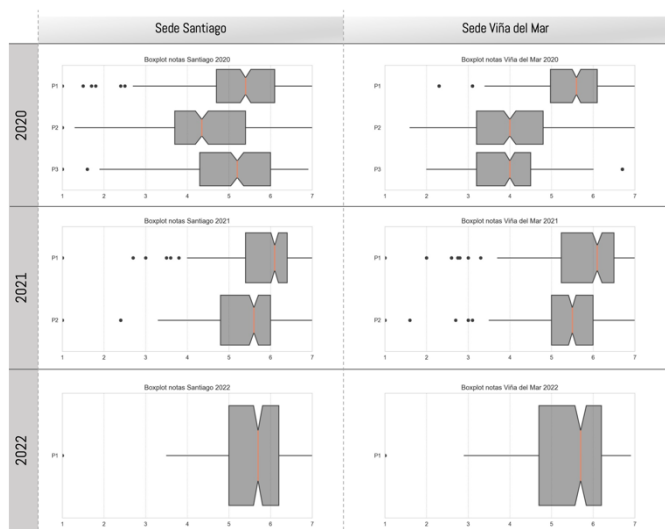 Sede Santiago
Sede Viña del Mar
2020
Boxplot notas Santiago 2020
P1
P2
P3
1 2 3 4 5 6 7
Boxplot notas Viña del Mar 2020
P1
P2
P3
1 2 3 4 5 6 7
2021
Boxplot notas Santiago 2021
P1
P2
1 2 3 4 5 6 7
Boxplot notas Viña del Mar 2021
P1
P2
1 2 3 4 5 6 7
2022
Boxplot notas Santiago 2022
P1
1 2 3 4 5 6 7
Boxplot notas Viña del Mar 2022
P1
1 2 3 4 5 6 7